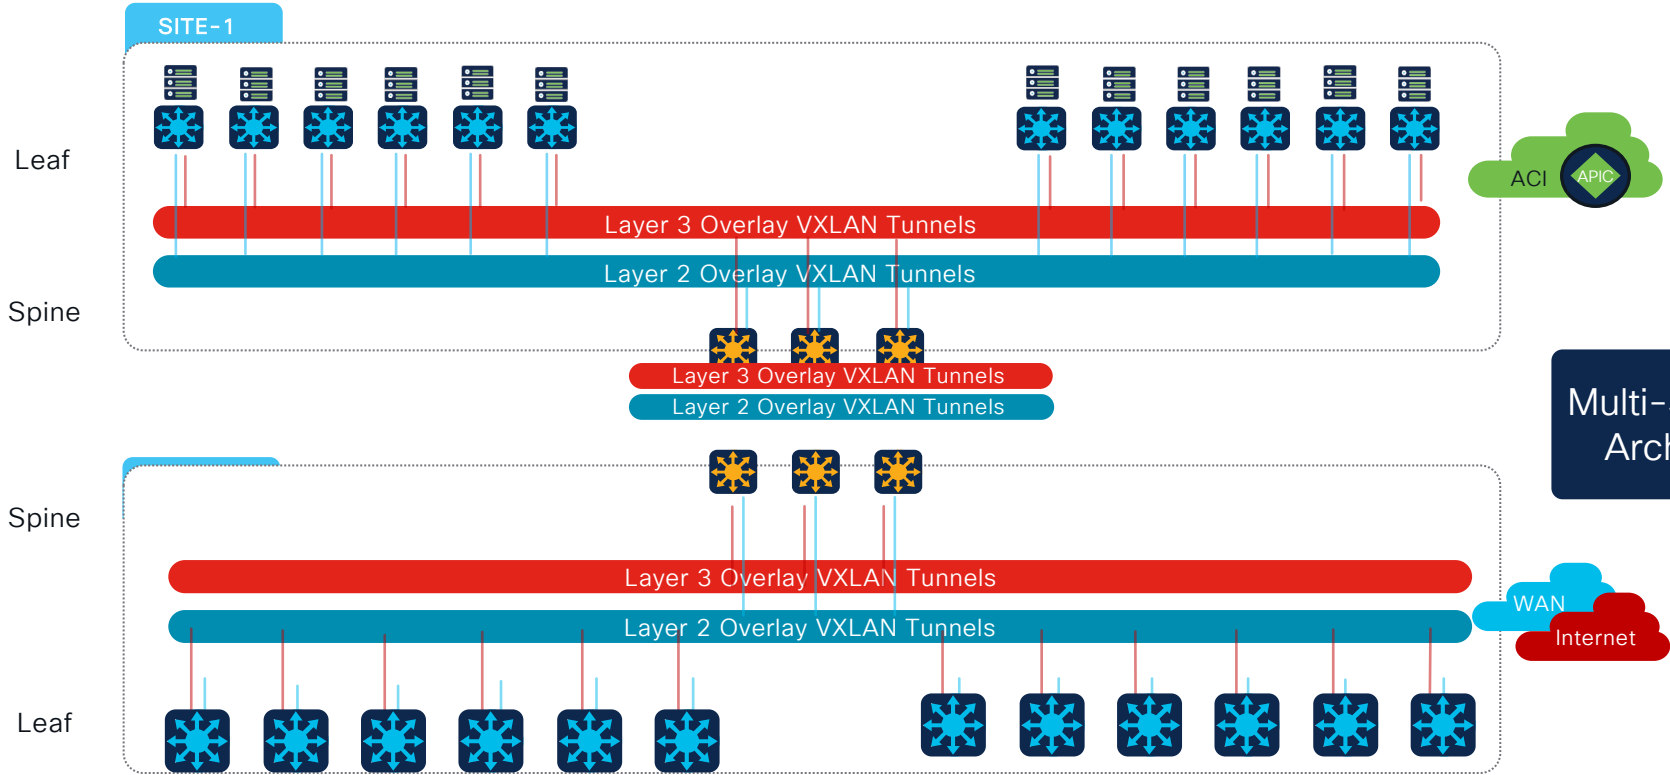 SITE-1
Leaf
ACI
APIC
Layer 3 Overlay VXLAN Tunnels
Layer 2 Overlay VXLAN Tunnels
Spine
Layer 3 Overlay VXLAN Tunnels
Layer 2 Overlay VXLAN Tunnels
Multi-
Arch
Spine
Layer 3 Overlay VXLAN Tunnels
Layer 2 Overlay VXLAN Tunnels
WAN
Internet
Leaf